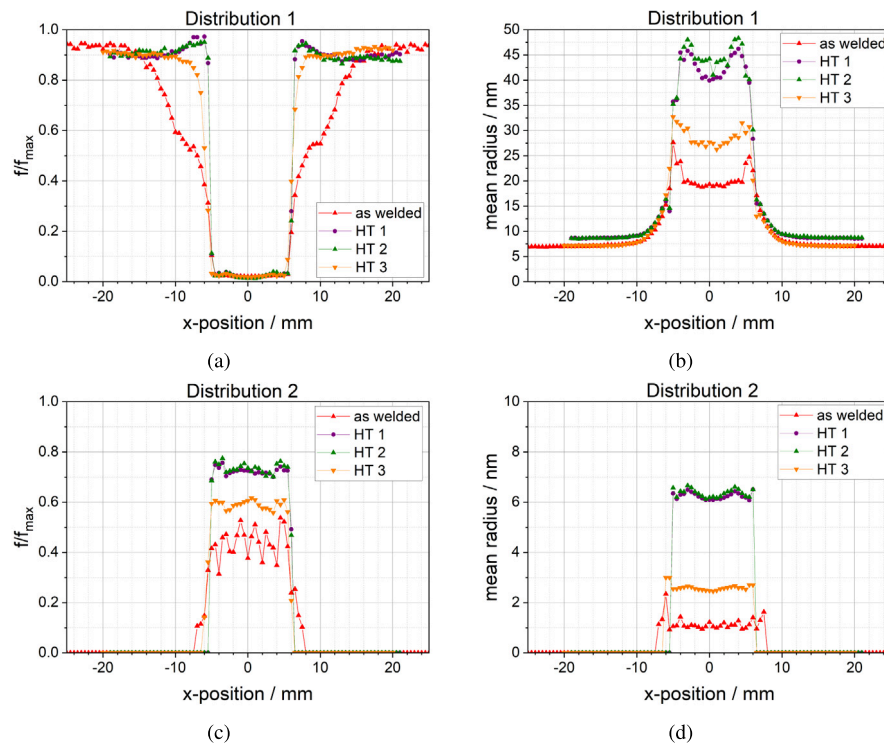 Distribution 1
1.0
0.8
0.6
0.4
0.2
0.0
f/f_max
as welded
HT 1
HT 2
HT 3
-20 -10 0 10 20
x-position / mm
(a)
Distribution 1
50
45
40
35
30
25
20
15
10
5
0
mean radius / nm
as welded
HT 1
HT 2
HT 3
-20 -10 0 10 20
x-position / mm
(b)
Distribution 2
1.0
0.8
0.6
0.4
0.2
0.0
f/f_max
as welded
HT 1
HT 2
HT 3
-20 -10 0 10 20
x-position / mm
(c)
Distribution 2
10
8
6
4
2
0
mean radius / nm
as welded
HT 1
HT 2
HT 3
-20 -10 0 10 20
x-position / mm
(d)